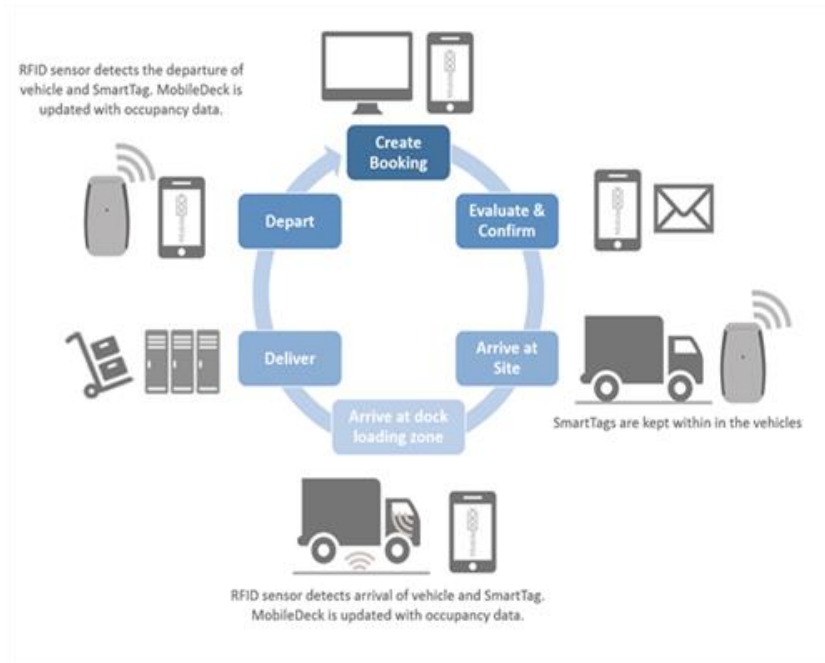 RFID sensor detects the departure of
vehicle and SmartTag. MobileDeck is
updated with occupancy data.
Create
Booking
Depart
Evaluate &
Confirm
Deliver
Arrive at
Site
SmartTags are kept within in the vehicles
Arrive at dock
loading zone
RFID sensor detects arrival of vehicle and SmartTag.
MobileDeck is updated with occupancy data.